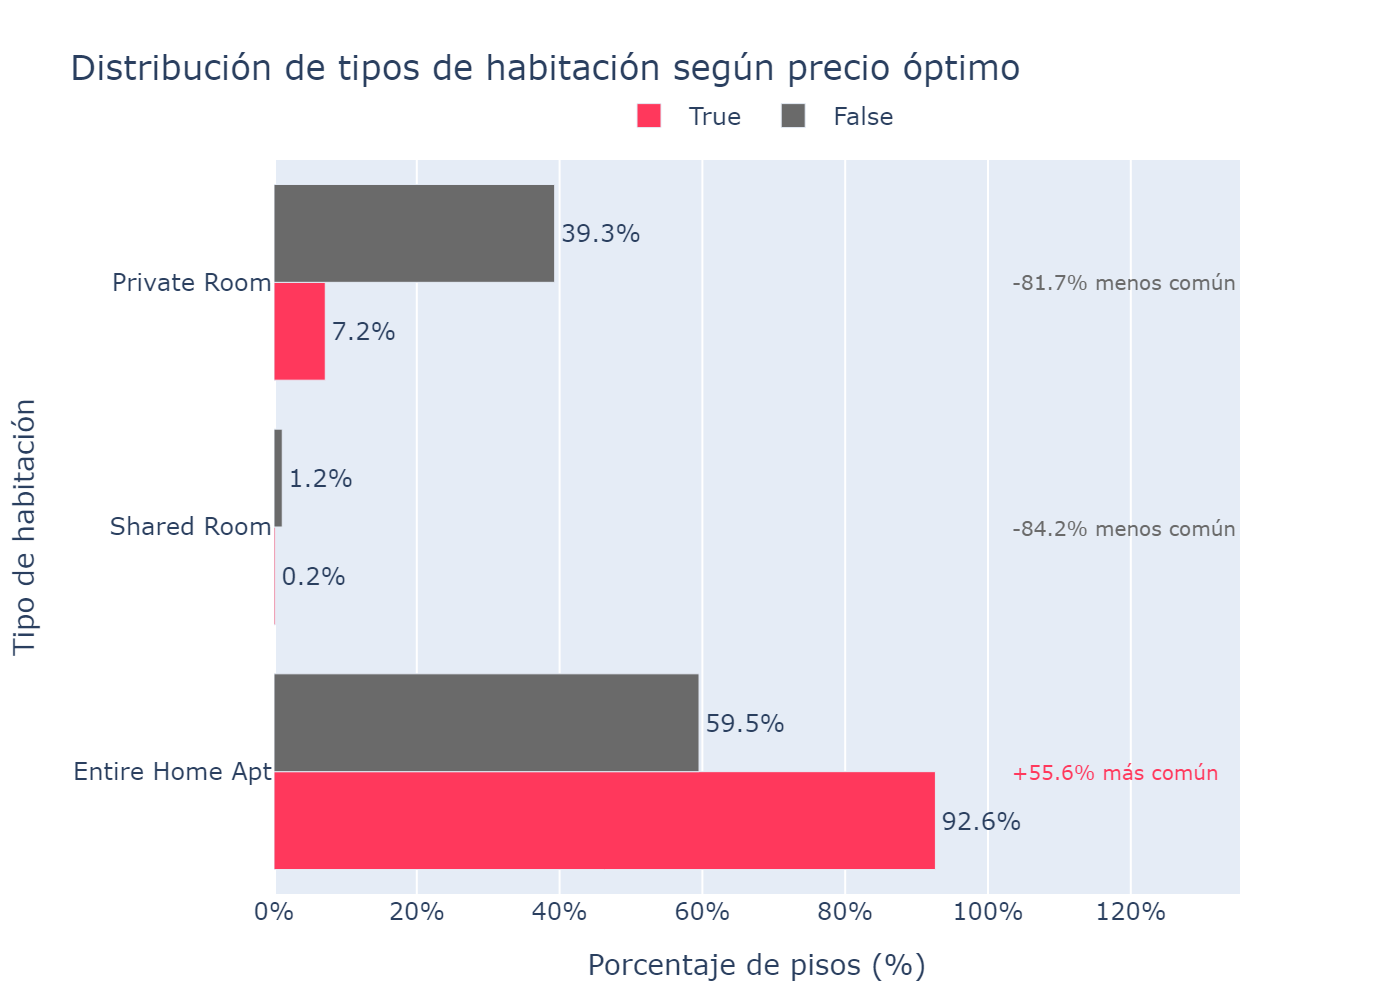 Distribución de tipos de habitación según precio óptimo
True
False
Private Room
39.3%
7.2%
-81.7% menos común
Shared Room
1.2%
0.2%
-84.2% menos común
Entire Home Apt
59.5%
92.6%
+55.6% más común
Tipo de habitación
0%
20%
40%
60%
80%
100%
120%
Porcentaje de pisos (%)